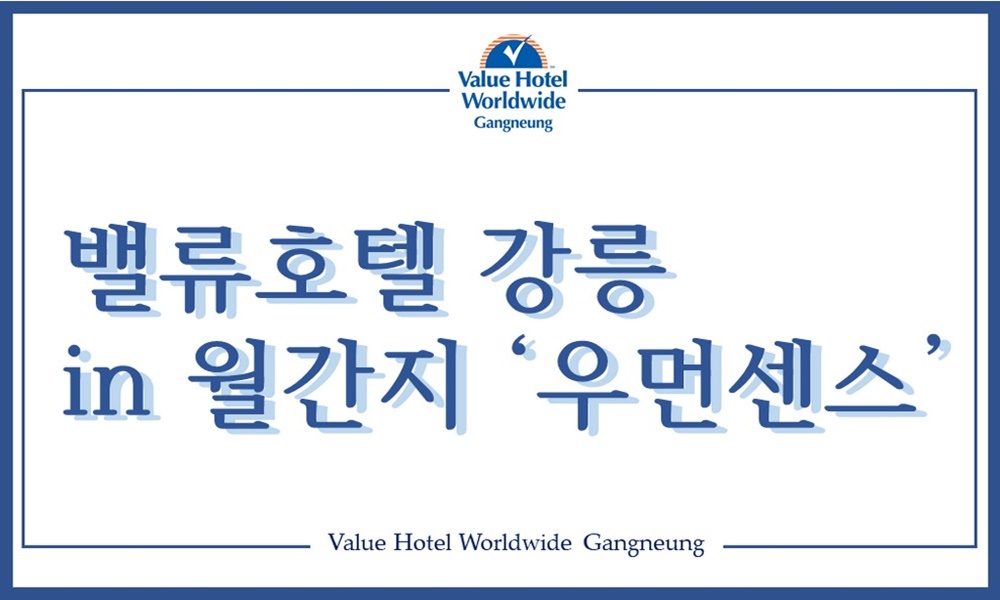 Value Hotel
Worldwide
Gangneung
밸류호텔 강릉
in 월간지 ‘우먼센스’
Value Hotel Worldwide Gangneung